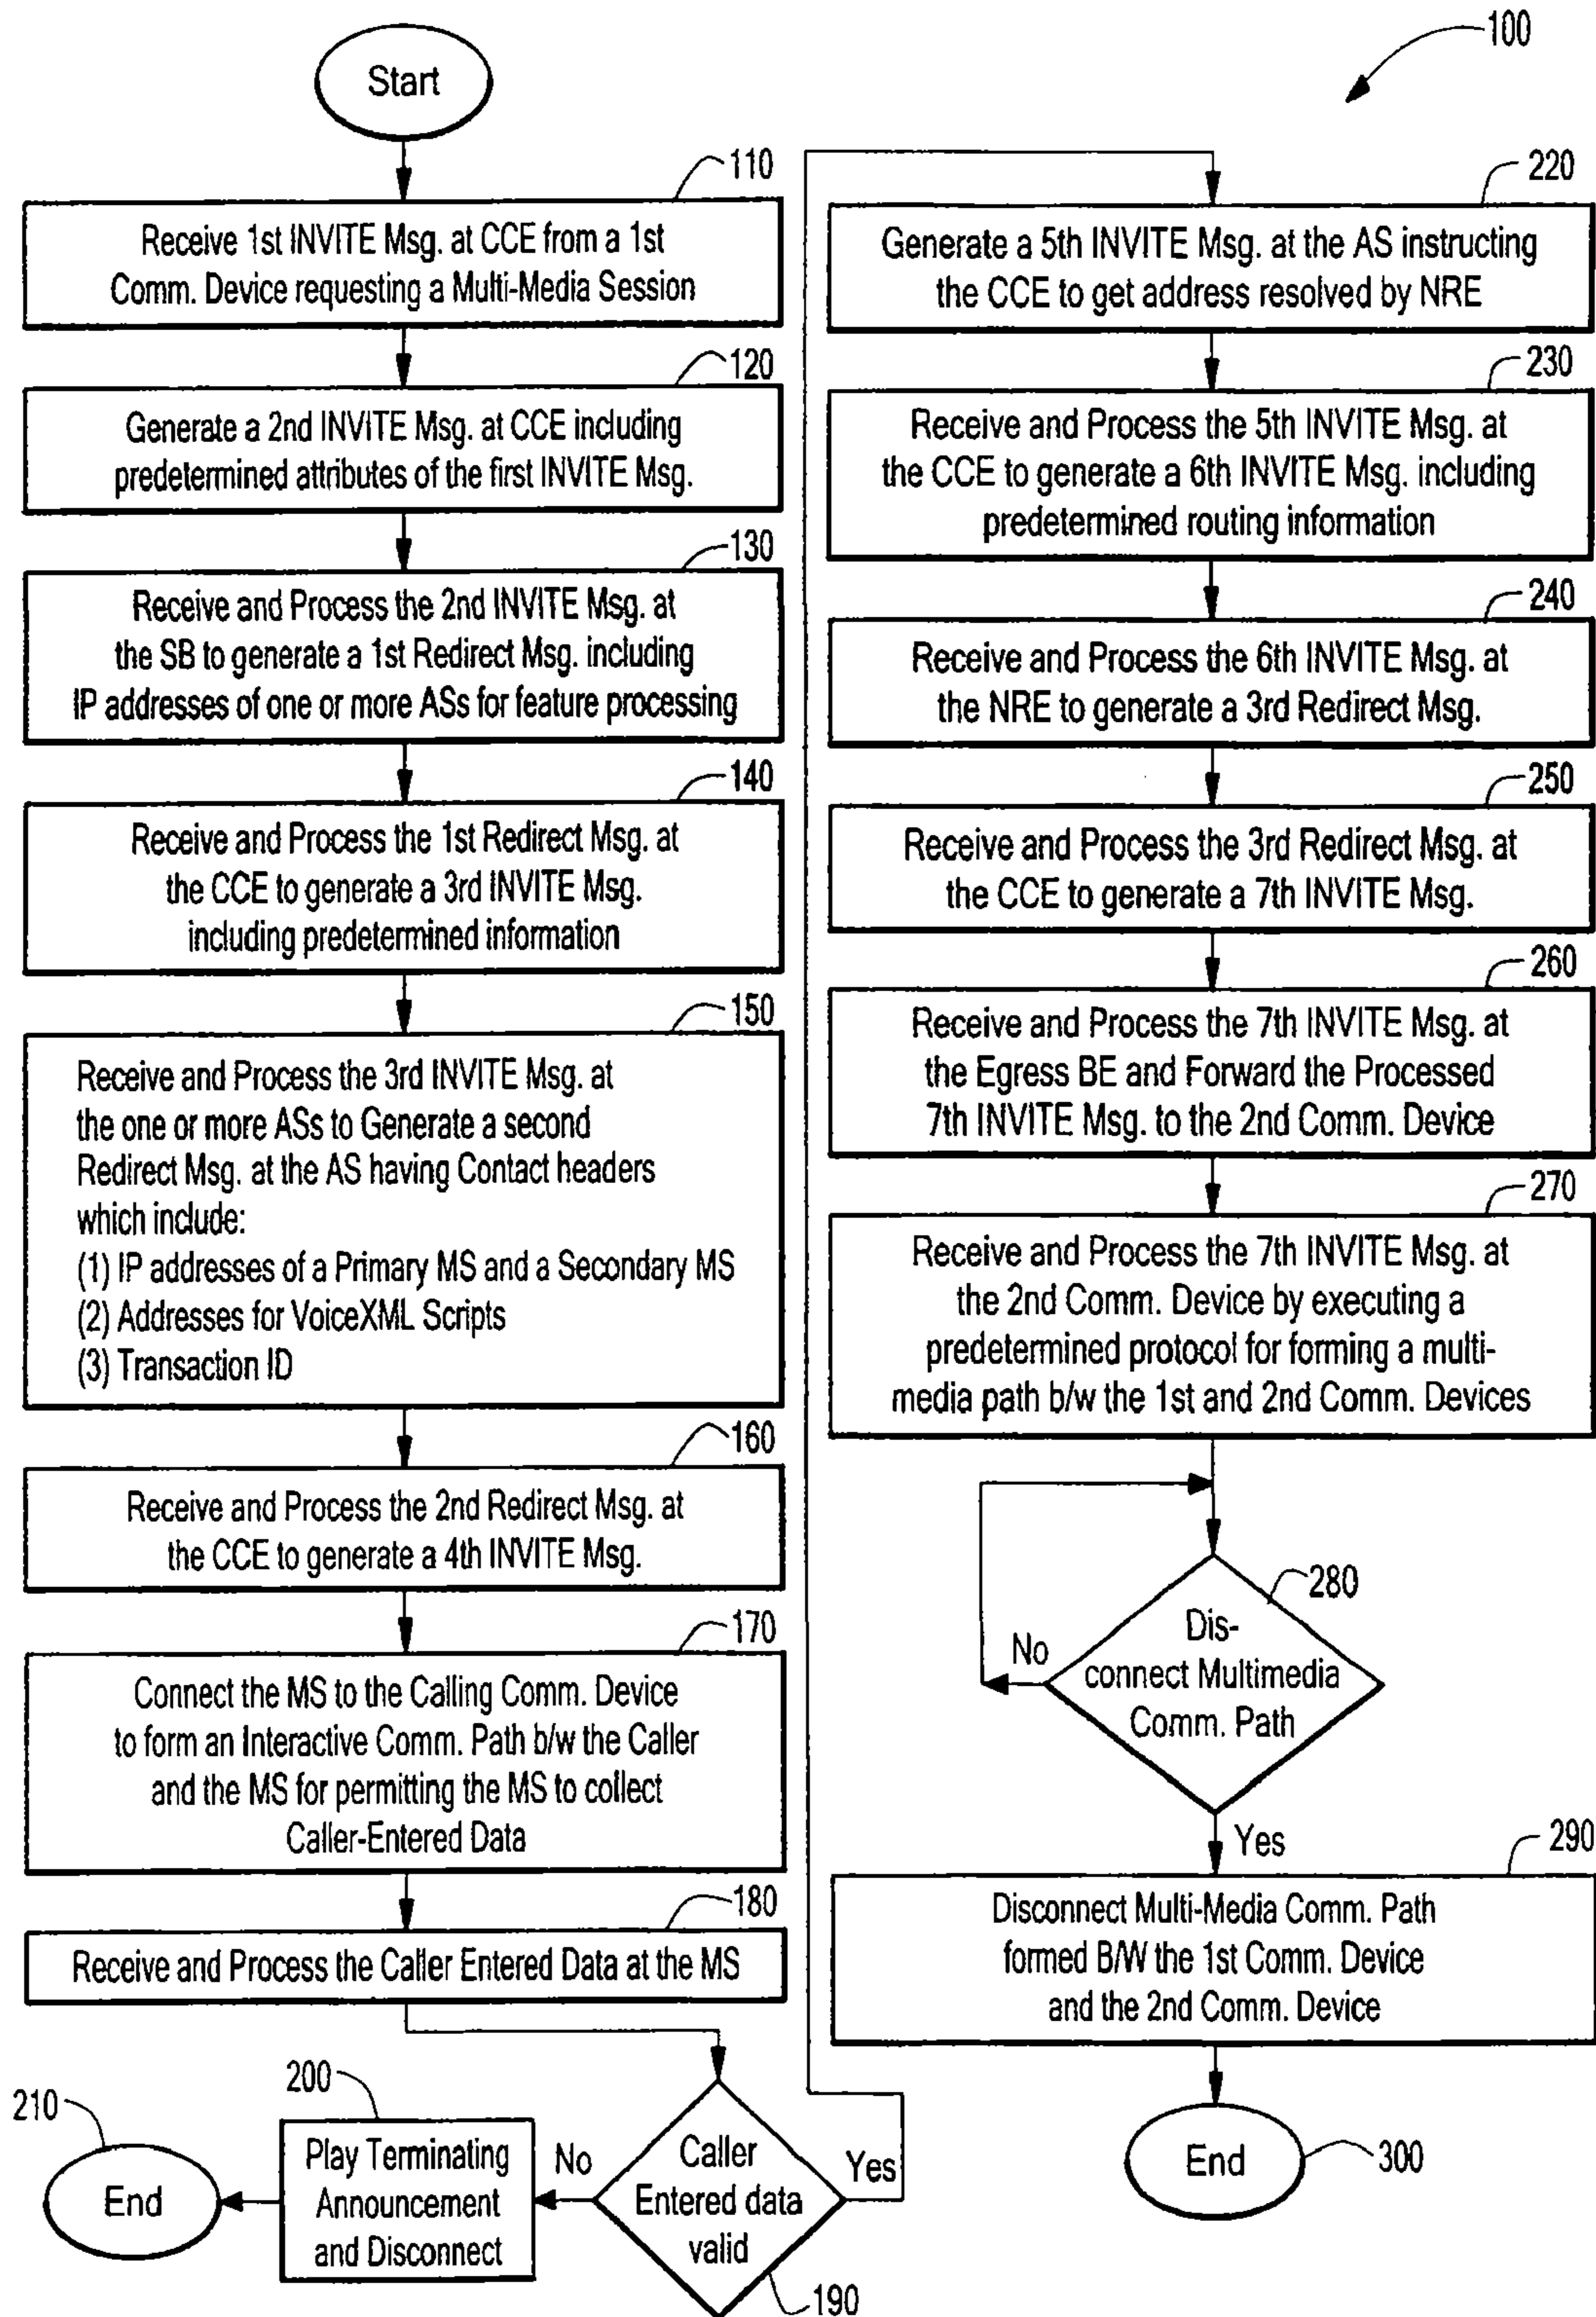 100
Start
110
Receive 1st INVITE Msg. at CCE from a 1st
Comm. Device requesting a Multi-Media Session
120
Generate a 2nd INVITE Msg. at CCE including
predetermined attributes of the first INVITE Msg.
130
Receive and Process the 2nd INVITE Msg. at
the SB to generate a 1st Redirect Msg. including
IP addresses of one or more ASs for feature processing
140
Receive and Process the 1st Redirect Msg. at
the CCE to generate a 3rd INVITE Msg.
including predetermined information
150
Receive and Process the 3rd INVITE Msg. at
the one or more ASs to Generate a second
Redirect Msg. at the AS having Contact headers
which include:
(1) IP addresses of a Primary MS and a Secondary MS
(2) Addresses for VoiceXML Scripts
(3) Transaction ID
160
Receive and Process the 2nd Redirect Msg. at
the CCE to generate a 4th INVITE Msg.
170
Connect the MS to the Calling Comm. Device
to form an Interactive Comm. Path b/w the Caller
and the MS for permitting the MS to collect
Caller-Entered Data
180
Receive and Process the Caller Entered Data at the MS
190
Caller
Entered data
valid
No
Yes
200
Play Terminating
Announcement
and Disconnect
210
End
220
Generate a 5th INVITE Msg. at the AS instructing
the CCE to get address resolved by NRE
230
Receive and Process the 5th INVITE Msg. at
the CCE to generate a 6th INVITE Msg. including
predetermined routing information
240
Receive and Process the 6th INVITE Msg. at
the NRE to generate a 3rd Redirect Msg.
250
Receive and Process the 3rd Redirect Msg. at
the CCE to generate a 7th INVITE Msg.
260
Receive and Process the 7th INVITE Msg. at
the Egress BE and Forward the Processed
7th INVITE Msg. to the 2nd Comm. Device
270
Receive and Process the 7th INVITE Msg. at
the 2nd Comm. Device by executing a
predetermined protocol for forming a multi-
media path b/w the 1st and 2nd Comm. Devices
280
Dis-
connect Multimedia
Comm. Path
No
Yes
290
Disconnect Multi-Media Comm. Path
formed B/W the 1st Comm. Device
and the 2nd Comm. Device
End
300